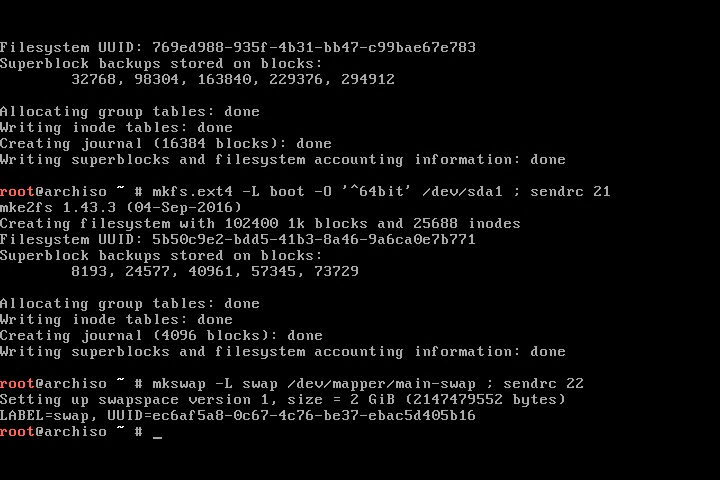 Filesystem UUID: 769ed988-935f-4b31-bb47-c99bae67e783
Superblock backups stored on blocks:
        32768, 98304, 163840, 229376, 294912

Allocating group tables: done
Writing inode tables: done
Creating journal (16384 blocks): done
Writing superblocks and filesystem accounting information: done

root@archiso ~ # mkfs.ext4 -L boot -O '^64bit' /dev/sda1 ; sendrc 21
mke2fs 1.43.3 (04-Sep-2016)
Creating filesystem with 102400 1k blocks and 25688 inodes
Filesystem UUID: 5b50c9e2-bdd5-41b3-8a46-9a6ca0e7b771
Superblock backups stored on blocks:
        8193, 24577, 40961, 57345, 73729

Allocating group tables: done
Writing inode tables: done
Creating journal (4096 blocks): done
Writing superblocks and filesystem accounting information: done

root@archiso ~ # mkswap -L swap /dev/mapper/main-swap ; sendrc 22
Setting up swapspace version 1, size = 2 GiB (2147479552 bytes)
LABEL=swap, UUID=ec6af5a8-0c67-4c76-be37-ebac5d405b16
root@archiso ~ # _